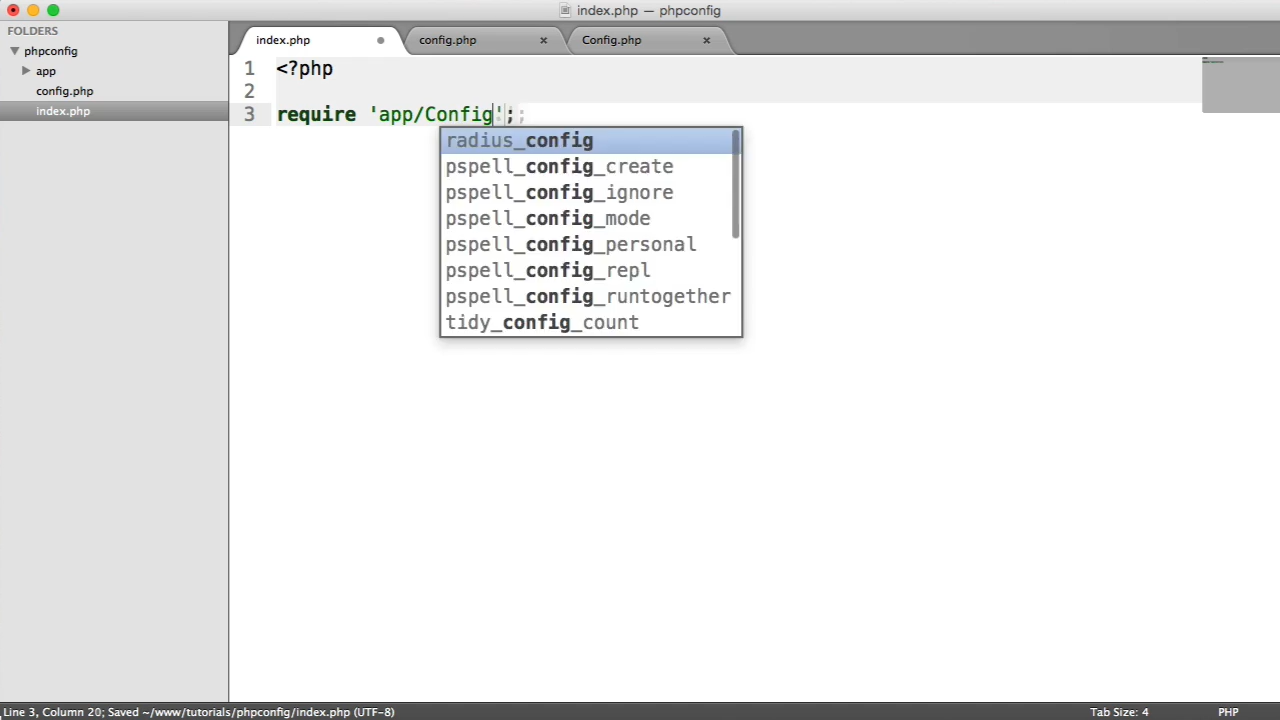 index.php — phpconfig
FOLDERS
phpconfig
app
config.php
index.php
index.php
config.php
Config.php
1 <?php
2
3 require 'app/Config';
radius_config
pspell_config_create
pspell_config_ignore
pspell_config_mode
pspell_config_personal
pspell_config_repl
pspell_config_runtogether
tidy_config_count
Line 3, Column 20; Saved ~/www/tutorials/phpconfig/index.php (UTF-8)
Tab Size: 4
PHP